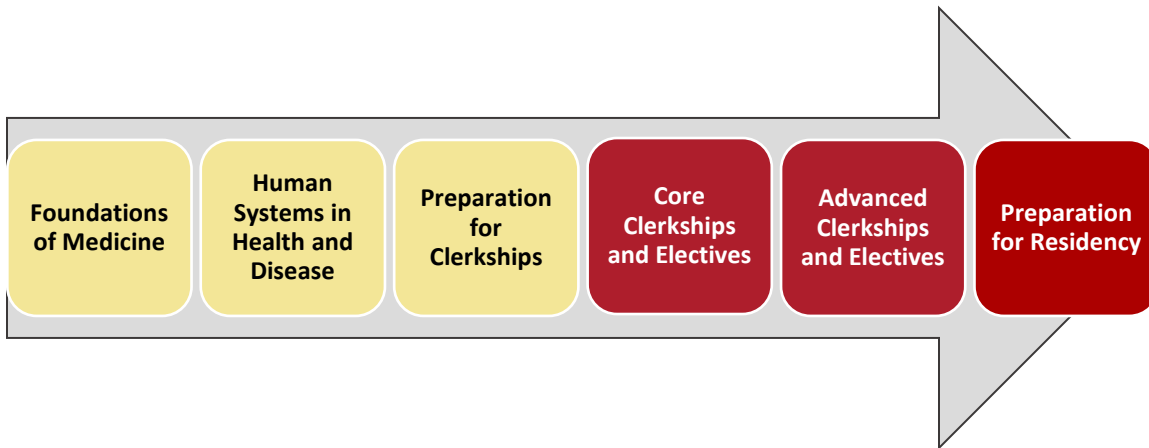 Foundations
of Medicine
Human
Systems in
Health and
Disease
Preparation
for
Clerkships
Core
Clerkships
and Electives
Advanced
Clerkships
and Electives
Preparation
for Residency